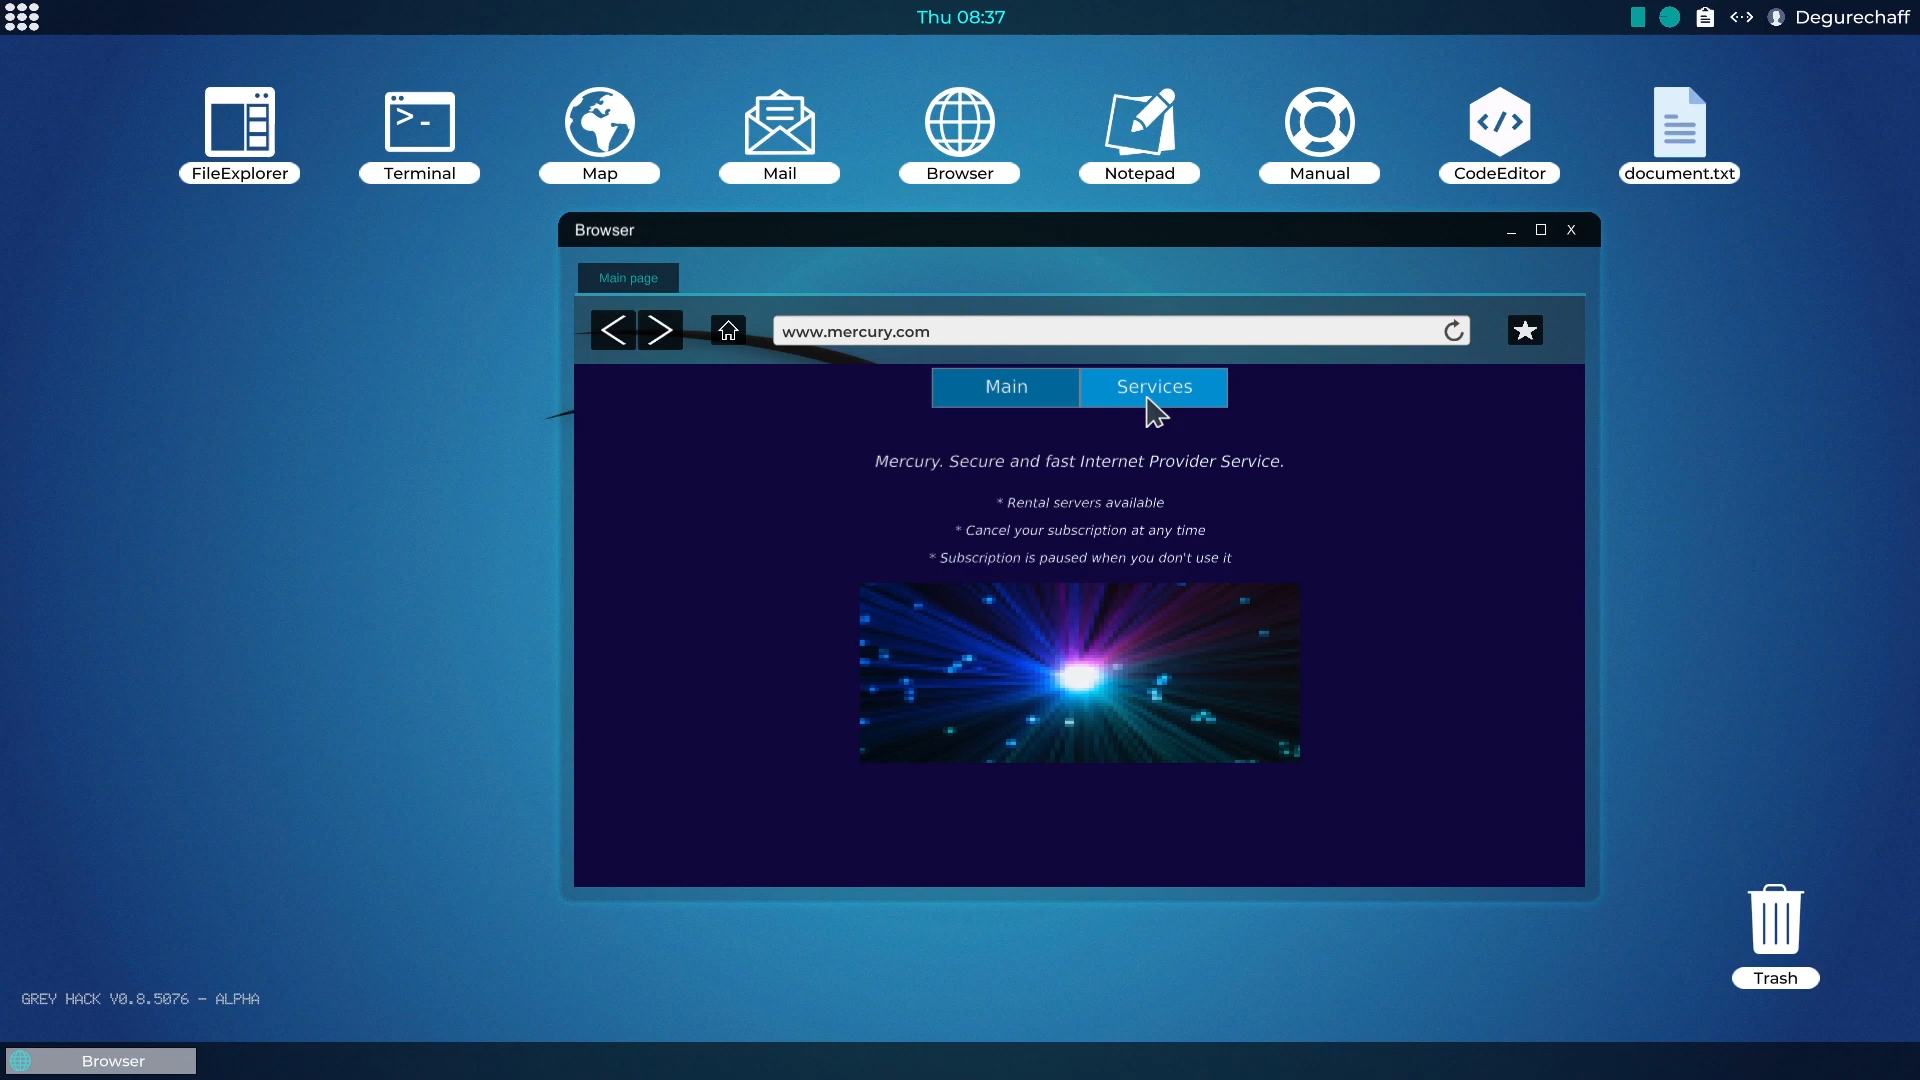 Thu 08:37
Degurechaff
FileExplorer
Terminal
Map
Mail
Browser
Notepad
Manual
CodeEditor
document.txt
Browser
X
Main page
www.mercury.com
Main
Services
Mercury. Secure and fast Internet Provider Service.
* Rental servers available
* Cancel your subscription at any time
* Subscription is paused when you don't use it
Trash
GREY HACK V0.8.5076 - ALPHA
Browser